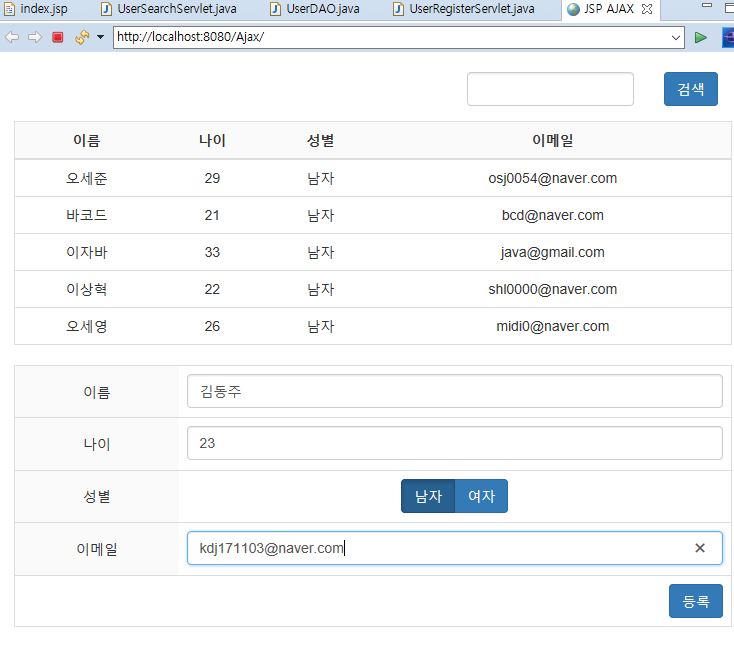 index.jsp UserSearchServlet.java UserDAO.java UserRegisterServlet.java JSP AJAX
http://localhost:8080/Ajax/
검색
이름 나이 성별 이메일
오세준 29 남자 osj0054@naver.com
바코드 21 남자 bcd@naver.com
이자바 33 남자 java@gmail.com
이상혁 22 남자 shl0000@naver.com
오세영 26 남자 midi0@naver.com
이름 김동주
나이 23
성별 남자 여자
이메일 kdj171103@naver.com
등록